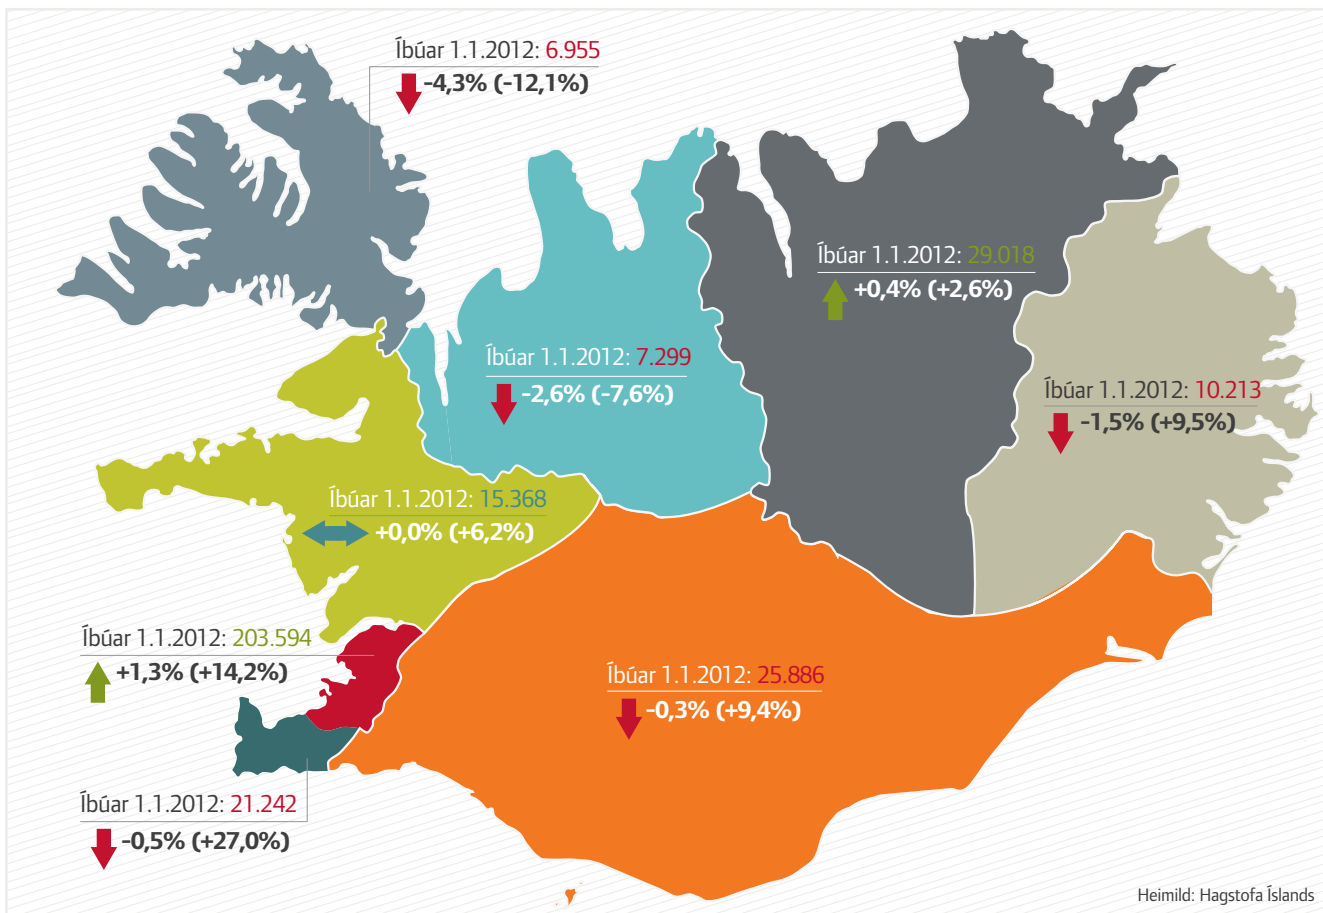 Íbúar 1.1.2012: 6.955
-4,3% (-12,1%)
Íbúar 1.1.2012: 29.018
+0,4% (+2,6%)
Íbúar 1.1.2012: 7.299
-2,6% (-7,6%)
Íbúar 1.1.2012: 10.213
-1,5% (+9,5%)
Íbúar 1.1.2012: 15.368
+0,0% (+6,2%)
Íbúar 1.1.2012: 203.594
+1,3% (+14,2%)
Íbúar 1.1.2012: 25.886
-0,3% (+9,4%)
Íbúar 1.1.2012: 21.242
-0,5% (+27,0%)
Heimild: Hagstofa Íslands